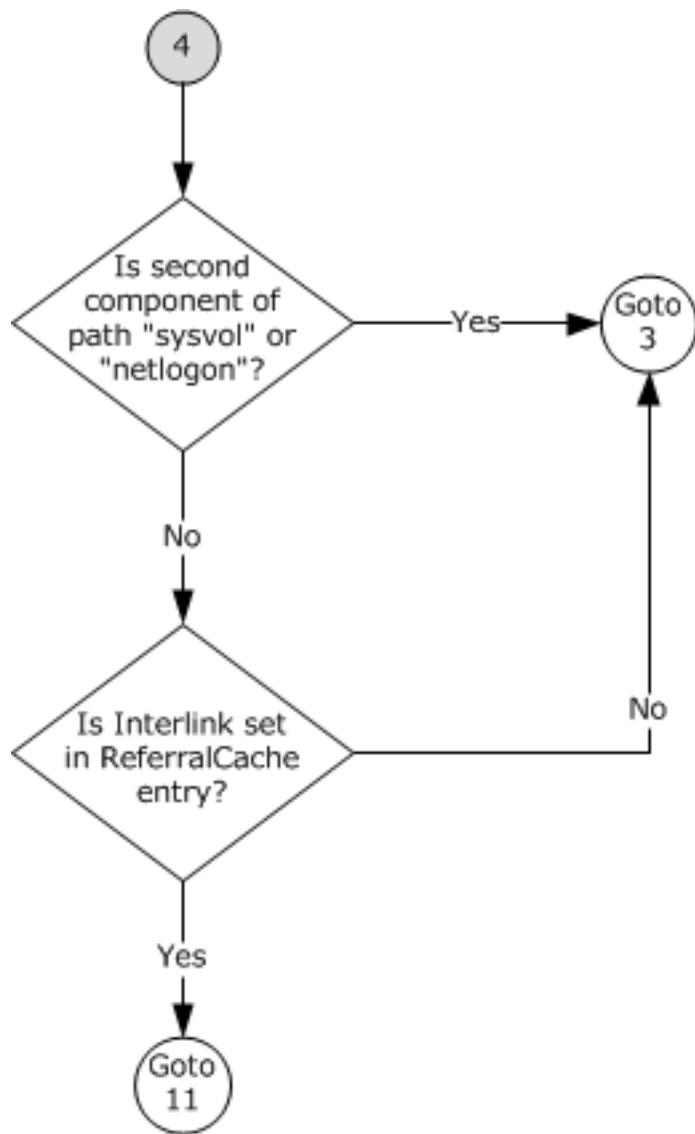 4
Is second
component of
path "sysvol" or
"netlogon"?
Yes
Goto
3
No
Is Interlink set
in ReferralCache
entry?
No
Yes
Goto
11